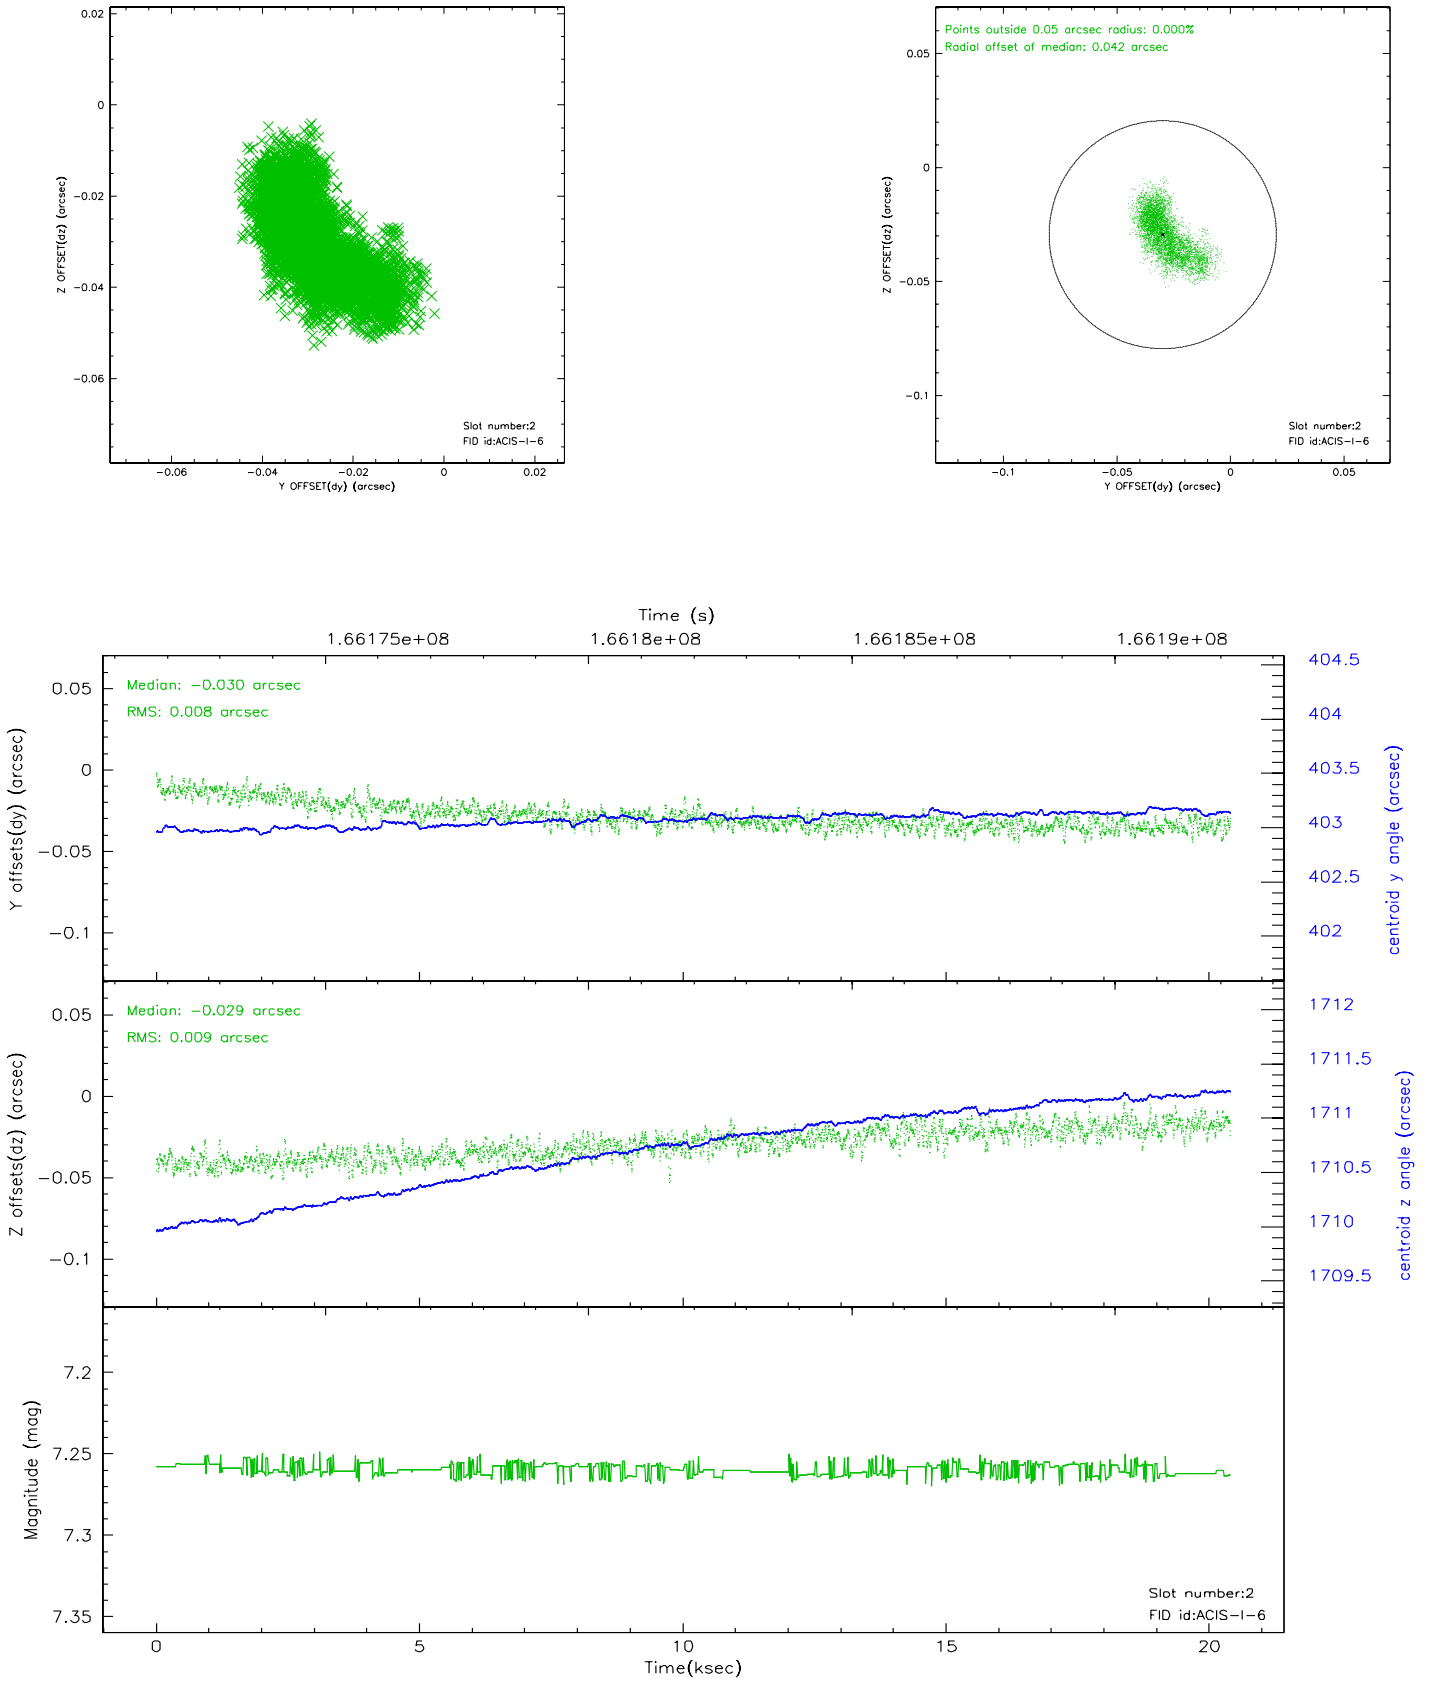 0.02
0
−0.02
−0.04
−0.06
Z OFFSET(dz) (arcsec)
Slot number:2
FID id:ACIS−I−6
−0.06
−0.04
−0.02
0
0.02
Y OFFSET(dy) (arcsec)
Points outside 0.05 arcsec radius: 0.000%
Radial offset of median: 0.042 arcsec
0.05
0
−0.05
−0.1
Z OFFSET(dz) (arcsec)
Slot number:2
FID id:ACIS−I−6
−0.1
−0.05
0
0.05
Y OFFSET(dy) (arcsec)
Time (s)
1.66175e+08
1.6618e+08
1.66185e+08
1.6619e+08
Median: −0.030 arcsec
RMS: 0.008 arcsec
0.05
0
−0.05
−0.1
Y offsets(dy) (arcsec)
404.5
404
403.5
403
402.5
402
centroid y angle (arcsec)
Median: −0.029 arcsec
RMS: 0.009 arcsec
0.05
0
−0.05
−0.1
Z offsets(dz) (arcsec)
1712
1711.5
1711
1710.5
1710
1709.5
centroid z angle (arcsec)
7.2
7.25
7.3
7.35
Magnitude (mag)
Slot number:2
FID id:ACIS−I−6
0
5
10
15
20
Time(ksec)